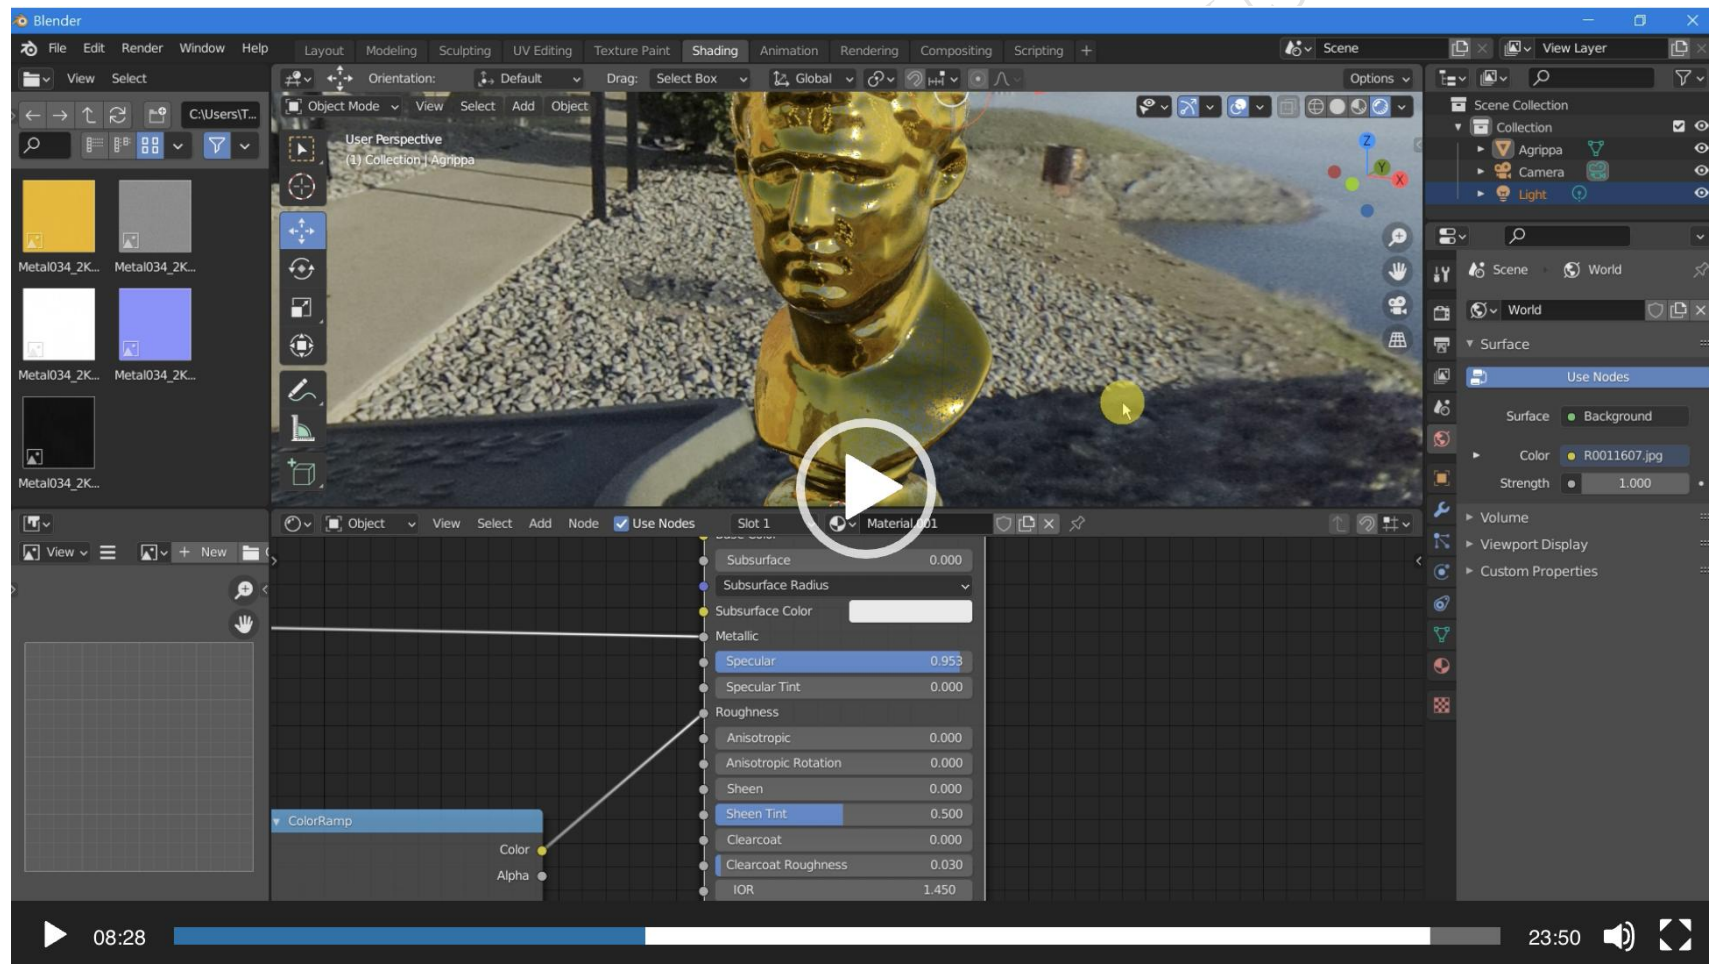 Blender
File Edit Render Window Help Layout Modeling Sculpting UV Editing Texture Paint Shading Animation Rendering Compositing Scripting + Scene View Layer
View Select Orientation: Default Drag: Select Box Global Options
C:\Users\T... Object Mode View Select Add Object
User Perspective
(1) Collection | Agrippa
Z
Y
X
Scene Collection
Collection
Agrippa
Camera
Light
Metal034_2K... Metal034_2K...
Metal034_2K... Metal034_2K...
Metal034_2K...
Scene World
World
Surface
Use Nodes
Surface Background
Color R0011607.jpg
Strength 1.000
Volume
Viewport Display
Custom Properties
Object View Select Add Node Use Nodes Slot 1 Material.001
View + New
Base Color
Subsurface 0.000
Subsurface Radius
Subsurface Color
Metallic
Specular 0.953
Specular Tint 0.000
Roughness
Anisotropic 0.000
Anisotropic Rotation 0.000
Sheen 0.000
Sheen Tint 0.500
Clearcoat 0.000
Clearcoat Roughness 0.030
IOR 1.450
ColorRamp
Color
Alpha
08:28 23:50